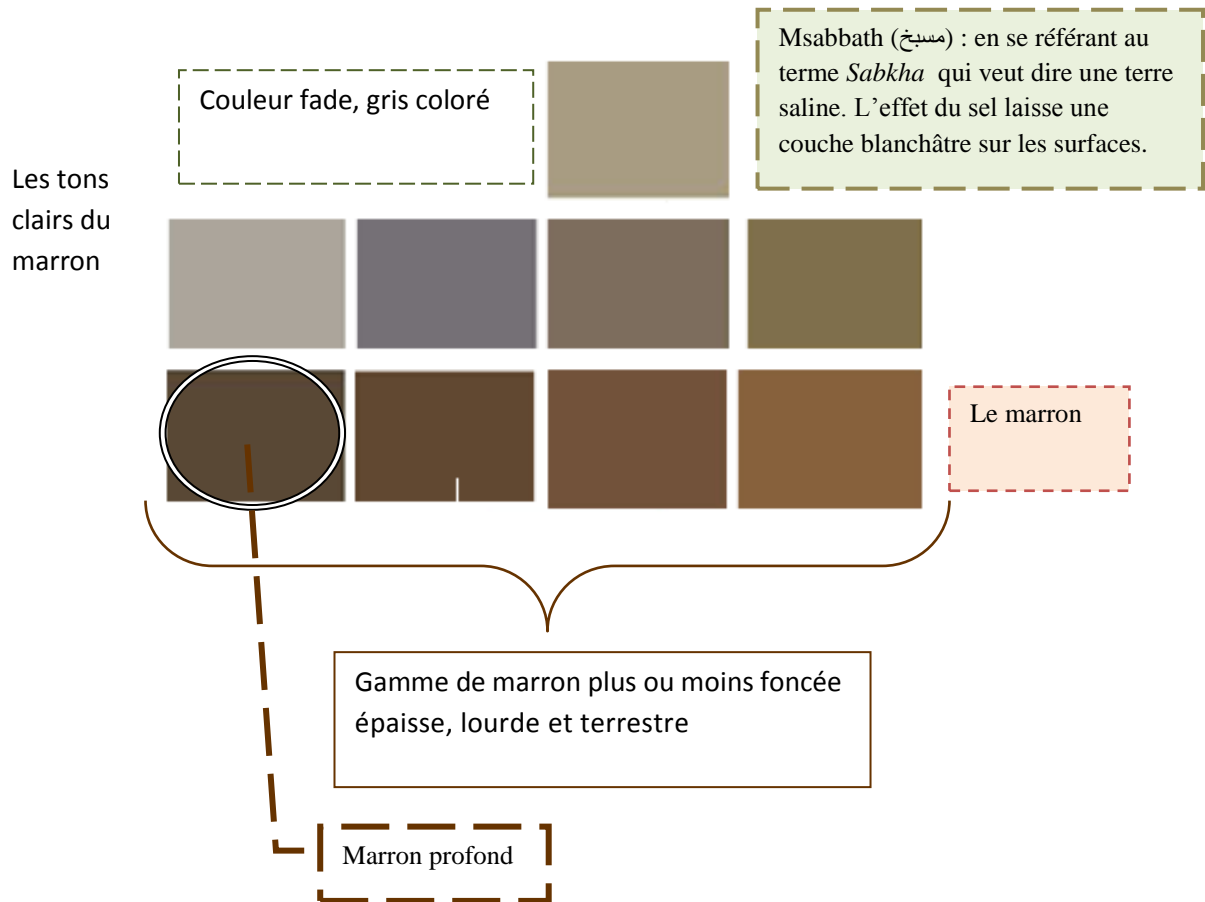 Couleur fade, gris coloré
Msabbath (مسبخ) : en se référant au
terme Sabkha qui veut dire une terre
saline. L’effet du sel laisse une
couche blanchâtre sur les surfaces.
Les tons
clairs du
marron
Le marron
Gamme de marron plus ou moins foncée
épaisse, lourde et terrestre
Marron profond